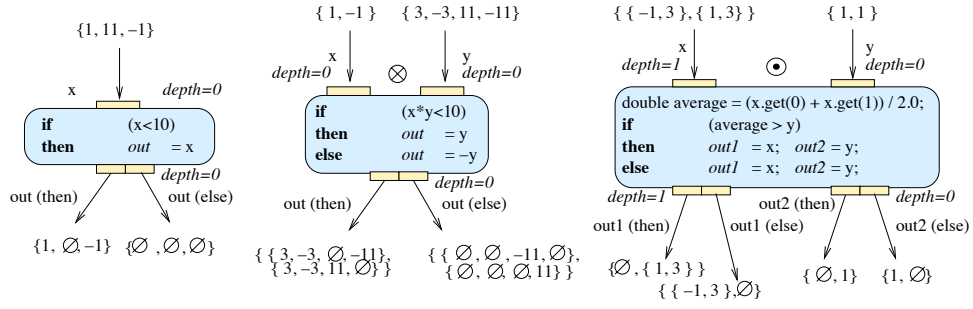 {1, 11, −1}
x
depth=0
if (x<10)
then out = x
depth=0
out (then)
out (else)
{1, ∅,−1}
{∅ ,∅,∅}
{ 1, −1 }
{ 3, −3, 11, −11}
x
y
depth=0
⊗
depth=0
if (x*y<10)
then out = y
else out = −y
depth=0
out (then)
out (else)
{ { 3, −3, ∅, −11},
{ 3, −3, 11, ∅} }
{ { ∅, ∅, −11, ∅},
{∅, ∅, ∅,11} }
{ { −1, 3 },{ 1, 3} }
{ 1, 1 }
x
y
depth=1
⊙
depth=0
double average = (x.get(0) + x.get(1)) / 2.0;
if (average > y)
then out1 = x; out2 = y;
else out1 = x; out2 = y;
depth=1
out2 (then)
depth=0
out1 (then)
out1 (else)
out2 (else)
{∅, { 1, 3 } }
{ { −1, 3 },∅}
{ ∅, 1}
{1, ∅}